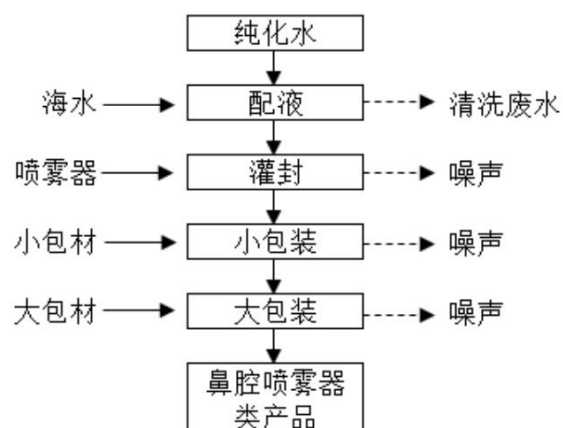 纯化水
海水
配液
清洗废水
喷雾器
灌封
噪声
小包材
小包装
噪声
大包材
大包装
噪声
鼻腔喷雾器
类产品